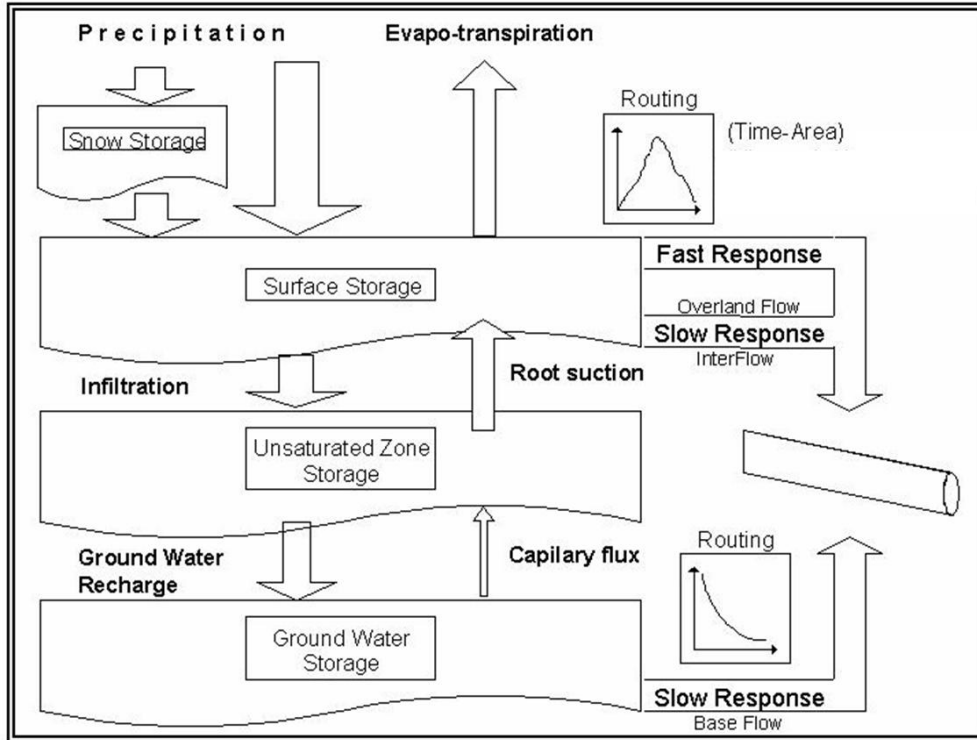 Precipitation
Evapo-transpiration
Routing
(Time-Area)
Snow Storage
Surface Storage
Fast Response
Overland Flow
Slow Response
InterFlow
Infiltration
Root suction
Unsaturated Zone
Storage
Ground Water
Recharge
Capilary flux
Routing
Ground Water
Storage
Slow Response
Base Flow